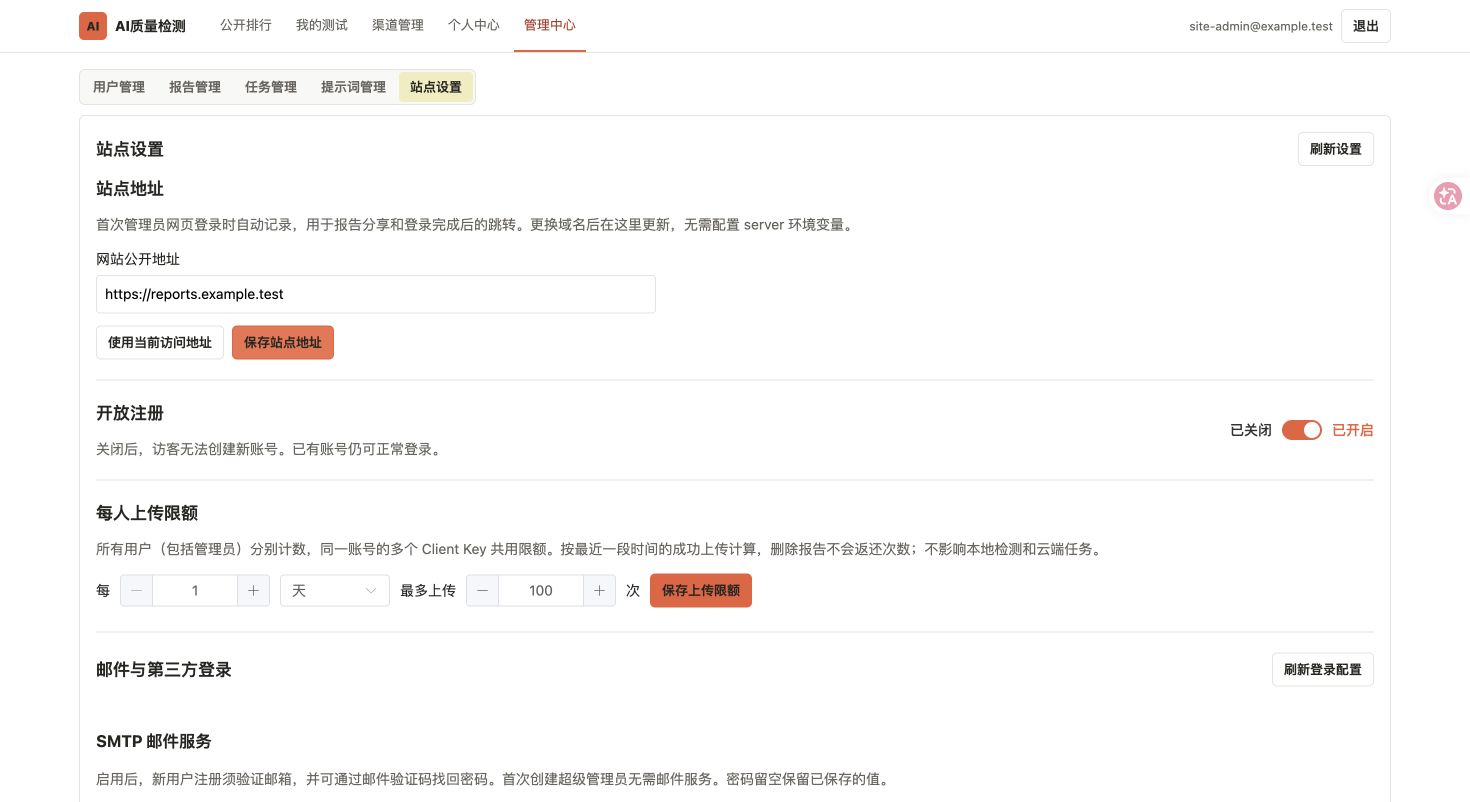 AI AI质量检测 公开排行 我的测试 渠道管理 个人中心 管理中心 site-admin@example.test 退出
用户管理 报告管理 任务管理 提示词管理 站点设置
站点设置 刷新设置
站点地址
首次管理员网页登录时自动记录，用于报告分享和登录完成后的跳转。更换域名后在这里更新，无需配置 server 环境变量。
网站公开地址
https://reports.example.test
使用当前访问地址 保存站点地址
开放注册
已关闭 已开启
关闭后，访客无法创建新账号。已有账号仍可正常登录。
每人上传限额
所有用户（包括管理员）分别计数，同一账号的多个 Client Key 共用限额。按最近一段时间的成功上传计算，删除报告不会返还次数；不影响本地检测和云端任务。
每 － 1 ＋ 天 最多上传 － 100 ＋ 次 保存上传限额
邮件与第三方登录 刷新登录配置
SMTP 邮件服务
启用后，新用户注册须验证邮箱，并可通过邮件验证码找回密码。首次创建超级管理员无需邮件服务。密码留空保留已保存的值。